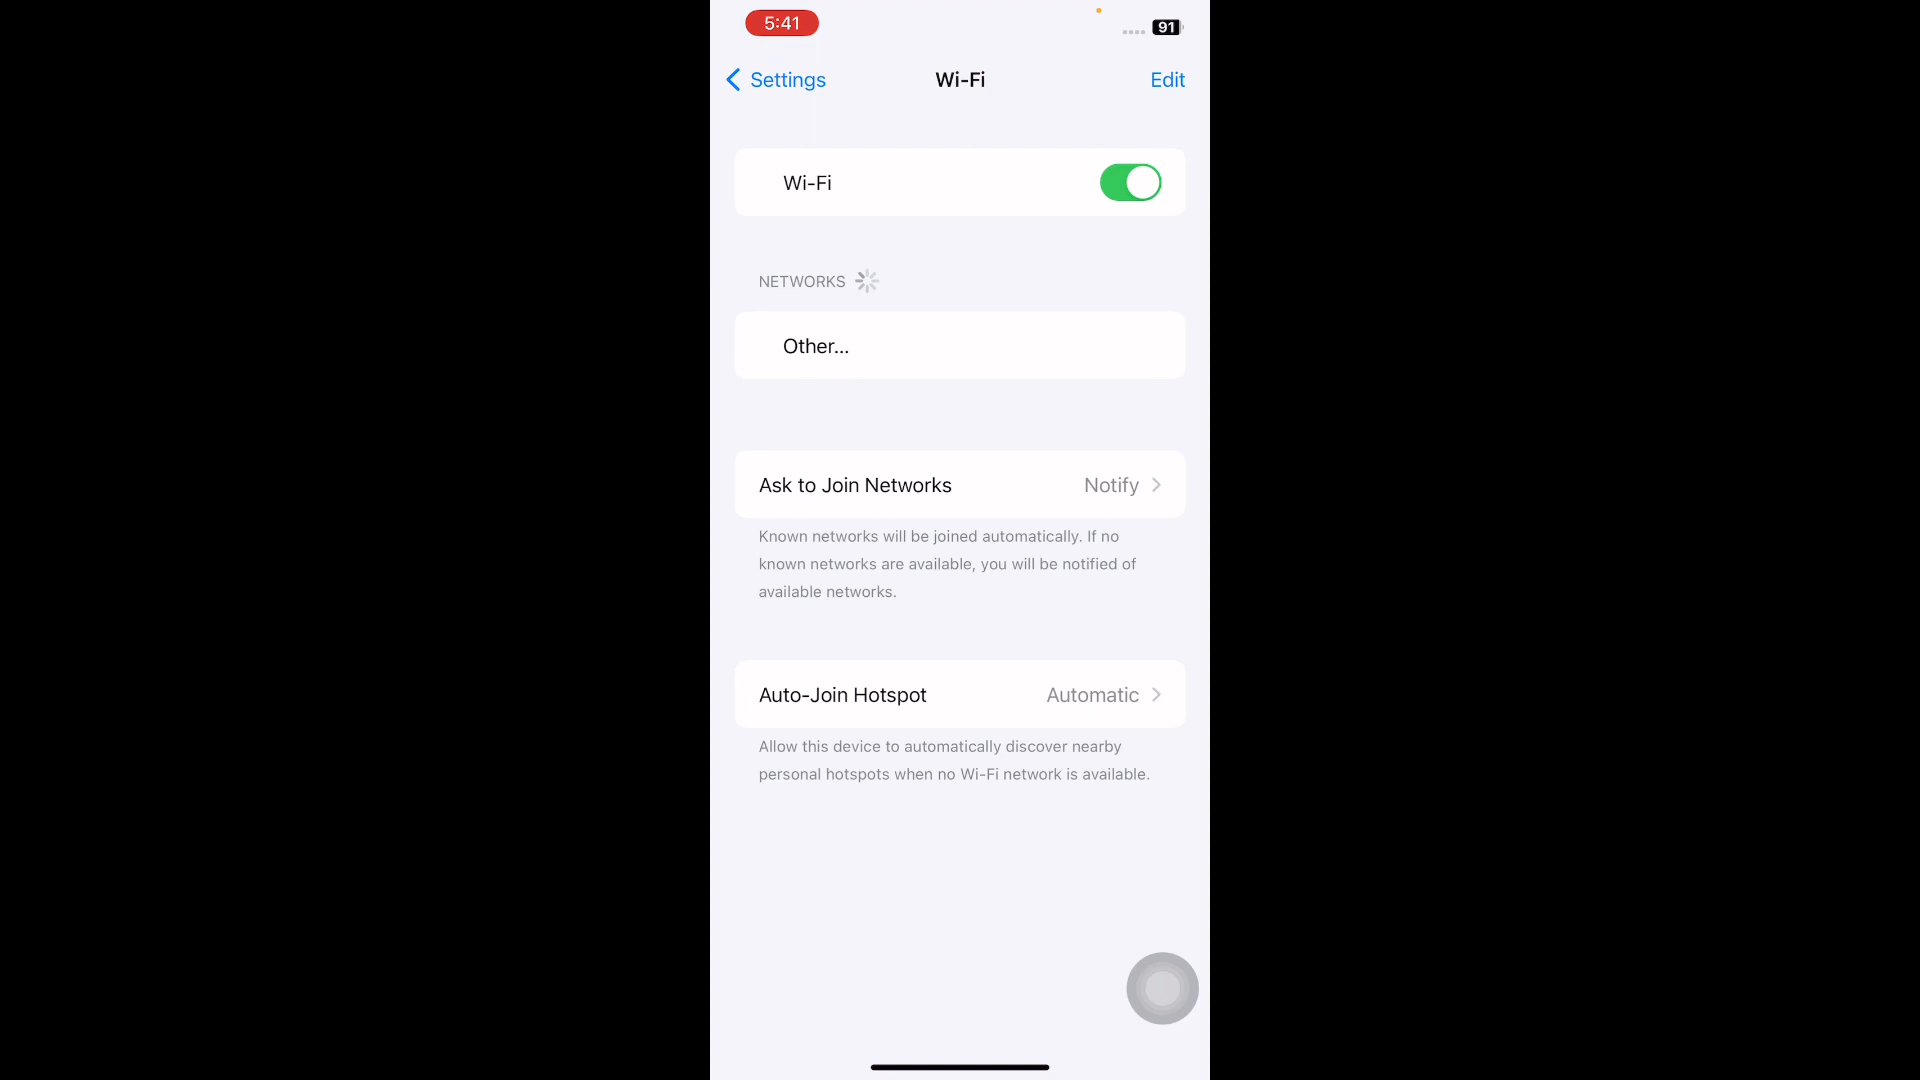 5:41
91
Settings
Wi-Fi
Edit
Wi-Fi
NETWORKS
Other...
Ask to Join Networks Notify
Known networks will be joined automatically. If no
known networks are available, you will be notified of
available networks.
Auto-Join Hotspot Automatic
Allow this device to automatically discover nearby
personal hotspots when no Wi-Fi network is available.